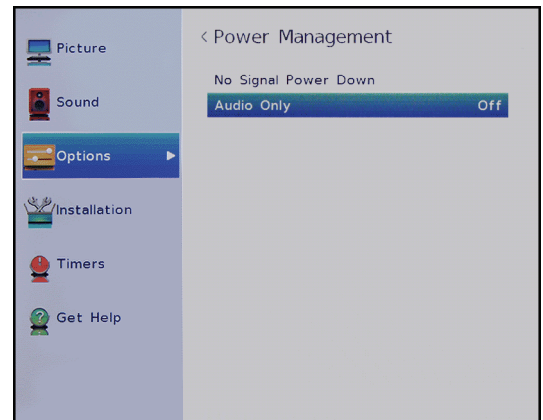 Picture
Sound
Options
Installation
Timers
Get Help
< Power Management
No Signal Power Down
Audio Only Off